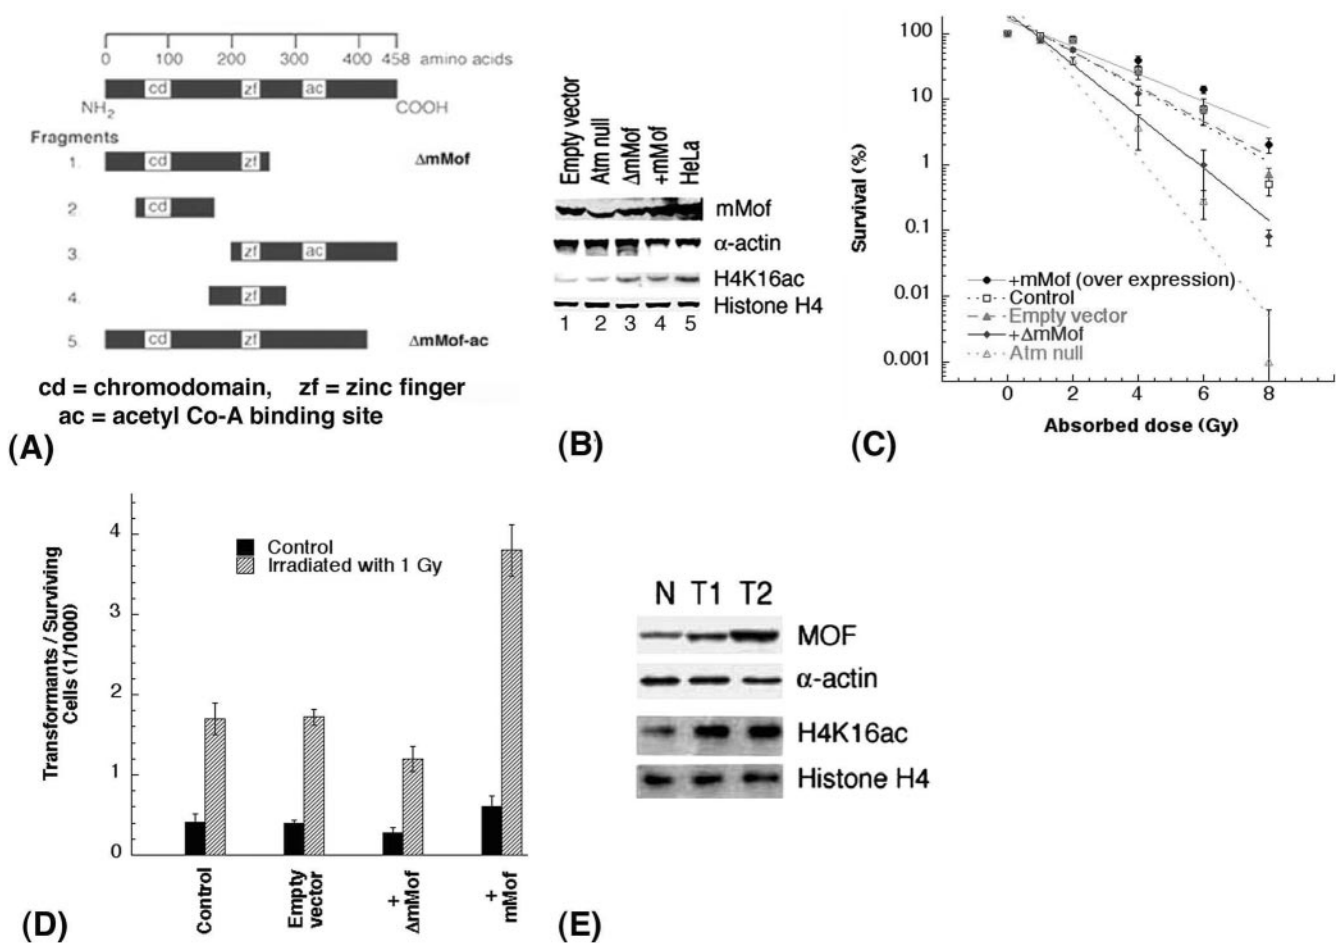 0 100 200 300 400 458 amino acids
cd zf ac
NH2 COOH
Fragments
1. cd zf ΔmMof
2. cd
3. zf ac
4. zf
5. cd zf ΔmMof-ac
cd = chromodomain, zf = zinc finger
ac = acetyl Co-A binding site
(A)
Empty vector
Atm null
ΔmMof
+mMof
HeLa
mMof
α-actin
H4K16ac
Histone H4
1 2 3 4 5
(B)
Survival (%)
100
10
1
0.1
0.01
0.001
+mMof (over expression)
Control
Empty vector
+ΔmMof
Atm null
0 2 4 6 8
Absorbed dose (Gy)
(C)
Transformants / Surviving
Cells (1/1000)
4
3
2
1
0
Control
Irradiated with 1 Gy
Control
Empty
vector
+
ΔmMof
+
mMof
(D)
N T1 T2
MOF
α-actin
H4K16ac
Histone H4
(E)